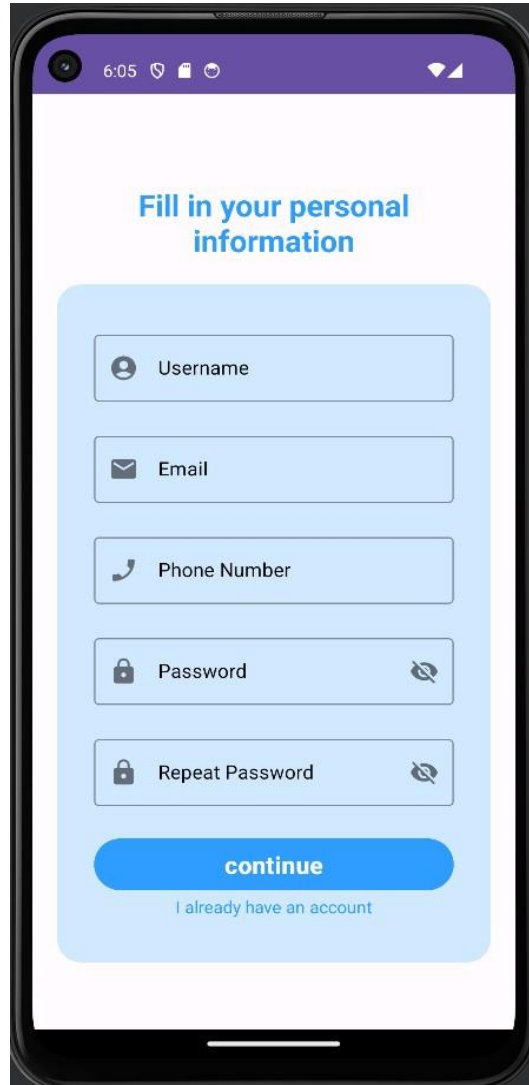 6:05
Fill in your personal
information
Username
Email
Phone Number
Password
Repeat Password
continue
I already have an account